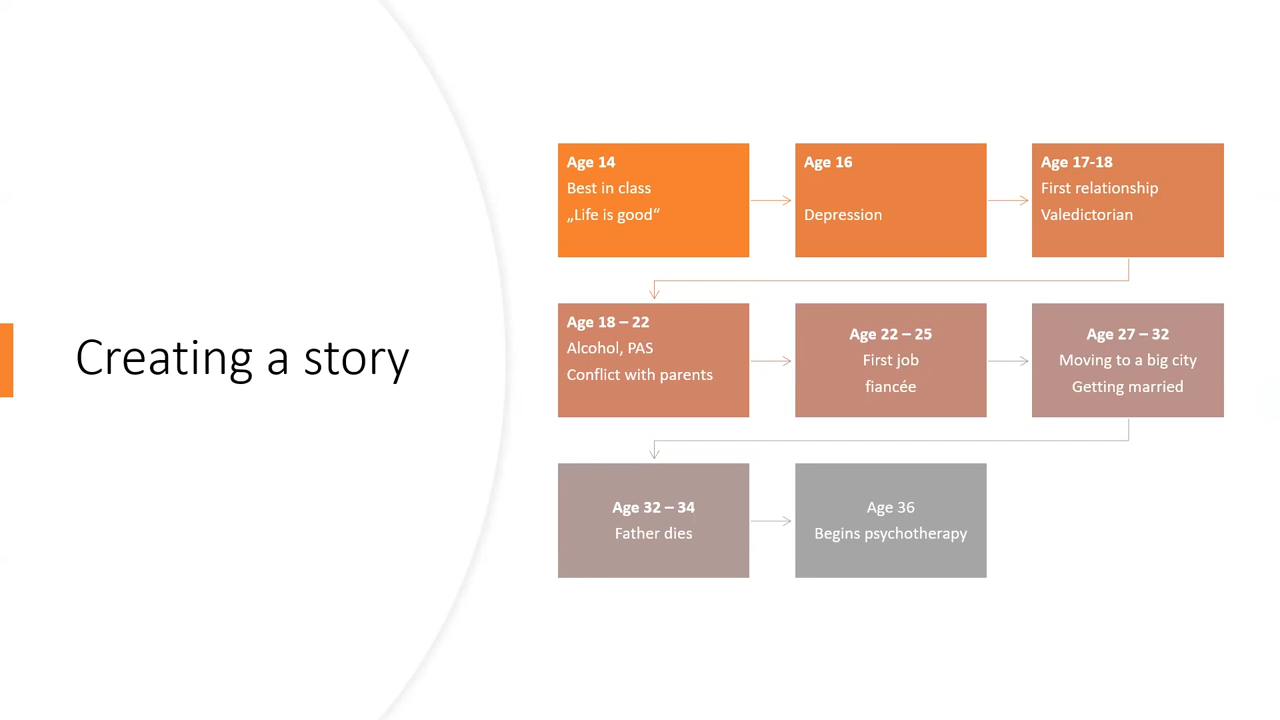 Creating a story
Age 14
Best in class
„Life is good“
Age 16
Depression
Age 17-18
First relationship
Valedictorian
Age 18 – 22
Alcohol, PAS
Conflict with parents
Age 22 – 25
First job
fiancée
Age 27 – 32
Moving to a big city
Getting married
Age 32 – 34
Father dies
Age 36
Begins psychotherapy